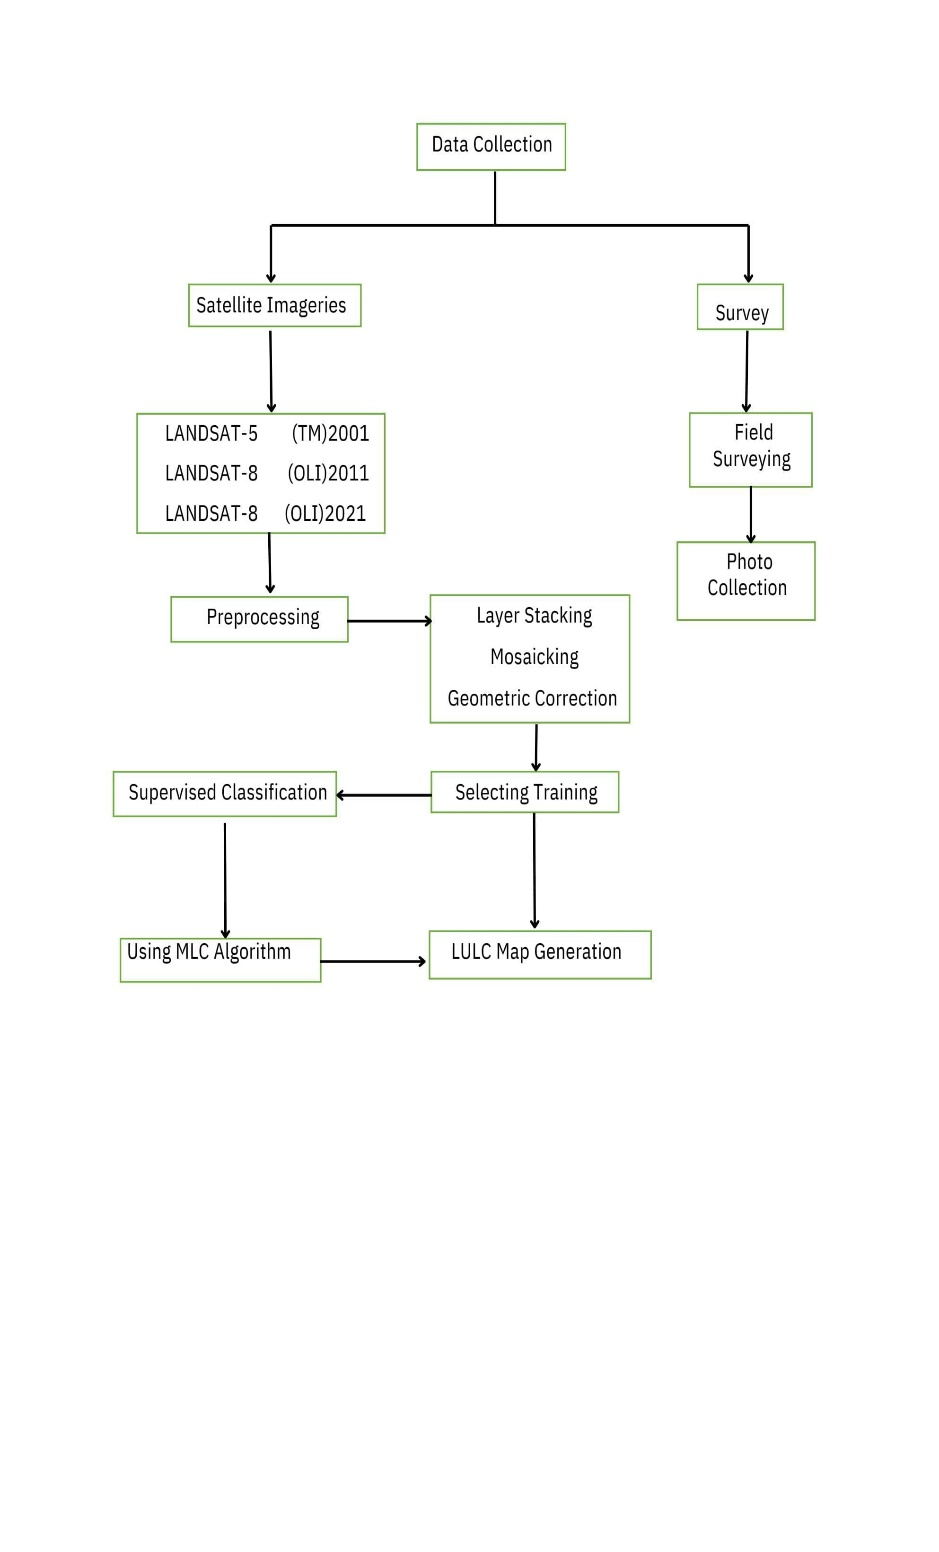 Data Collection
Satellite Imageries
Survey
LANDSAT-5 (TM)2001
LANDSAT-8 (OLI)2011
LANDSAT-8 (OLI)2021
Field
Surveying
Photo
Collection
Preprocessing
Layer Stacking
Mosaicking
Geometric Correction
Supervised Classification
Selecting Training
Using MLC Algorithm
LULC Map Generation